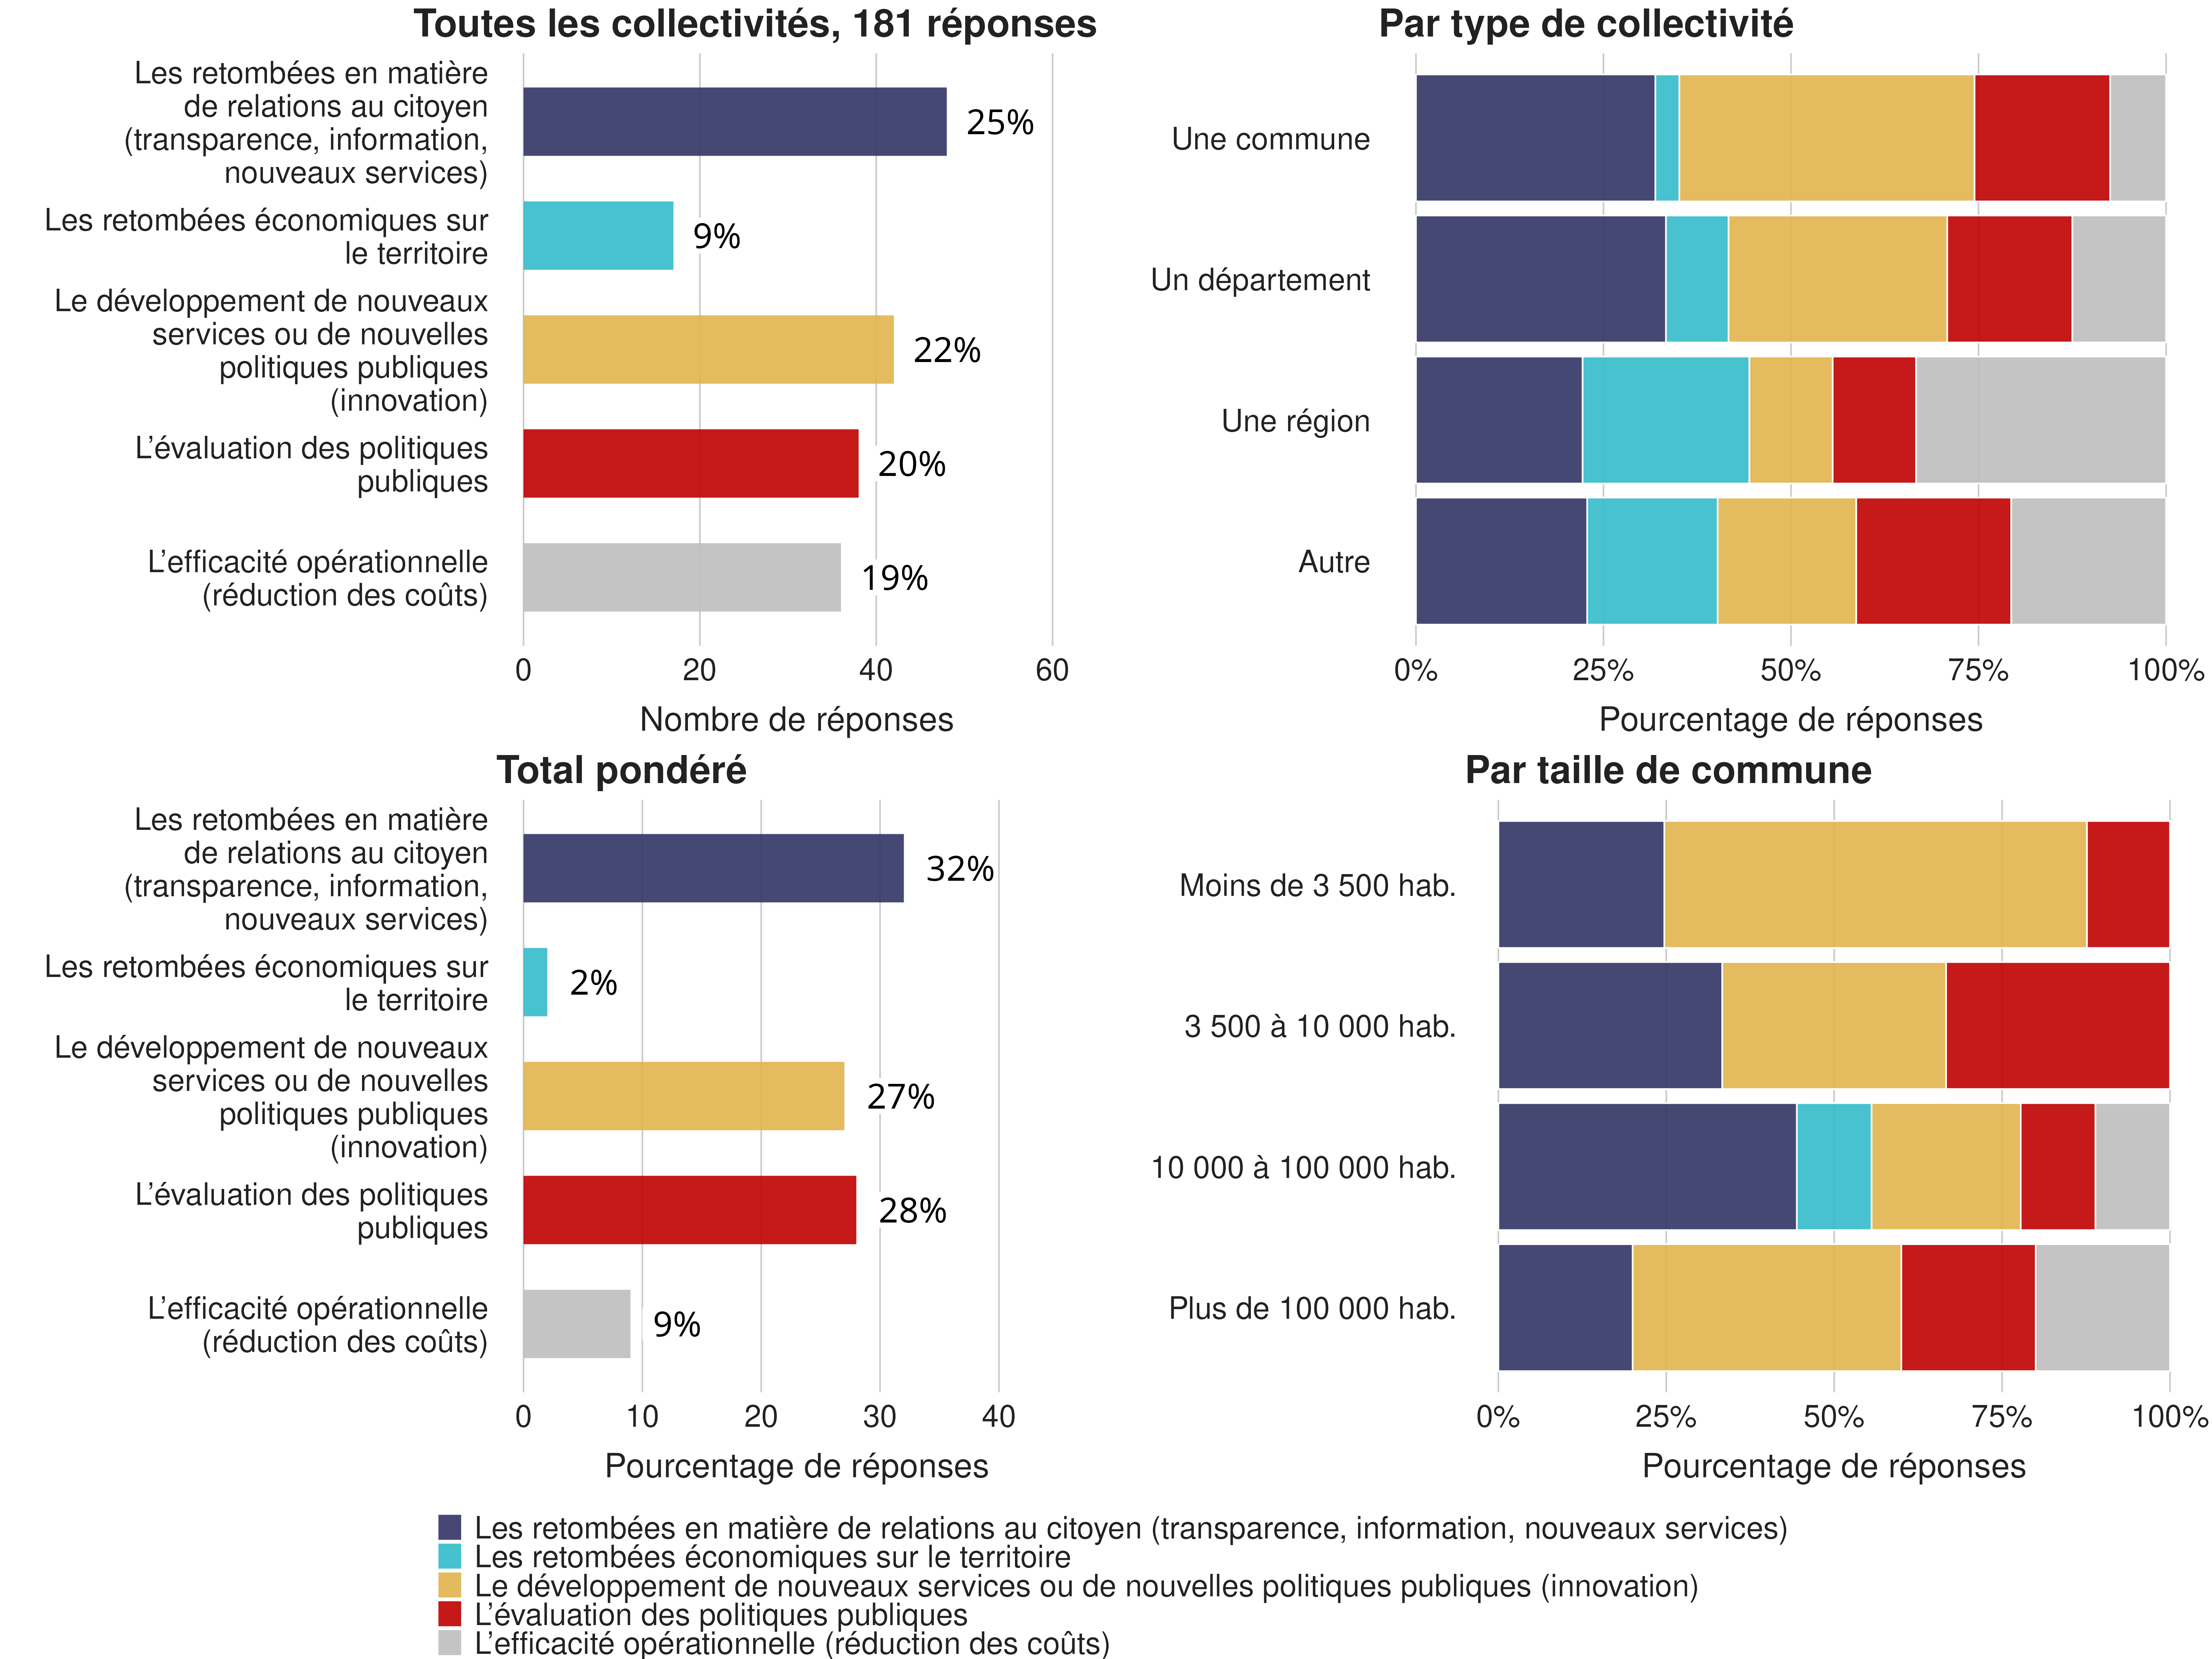 Toutes les collectivités, 181 réponses
Les retombées en matière
de relations au citoyen
(transparence, information,
nouveaux services)
25%
Les retombées économiques sur
le territoire
9%
Le développement de nouveaux
services ou de nouvelles
politiques publiques
(innovation)
22%
L’évaluation des politiques
publiques
20%
L’efficacité opérationnelle
(réduction des coûts)
19%
0 20 40 60
Nombre de réponses
Par type de collectivité
Une commune
Un département
Une région
Autre
0% 25% 50% 75% 100%
Pourcentage de réponses
Total pondéré
Les retombées en matière
de relations au citoyen
(transparence, information,
nouveaux services)
32%
Les retombées économiques sur
le territoire
2%
Le développement de nouveaux
services ou de nouvelles
politiques publiques
(innovation)
27%
L’évaluation des politiques
publiques
28%
L’efficacité opérationnelle
(réduction des coûts)
9%
0 10 20 30 40
Pourcentage de réponses
Par taille de commune
Moins de 3 500 hab.
3 500 à 10 000 hab.
10 000 à 100 000 hab.
Plus de 100 000 hab.
0% 25% 50% 75% 100%
Pourcentage de réponses
Les retombées en matière de relations au citoyen (transparence, information, nouveaux services)
Les retombées économiques sur le territoire
Le développement de nouveaux services ou de nouvelles politiques publiques (innovation)
L’évaluation des politiques publiques
L’efficacité opérationnelle (réduction des coûts)